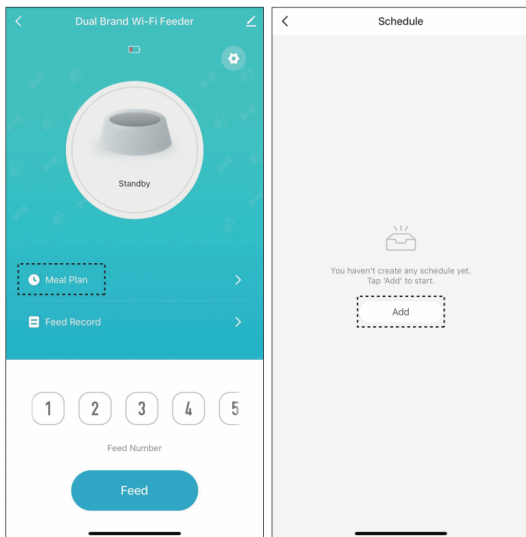 Dual Brand Wi-Fi Feeder
Standby
Meal Plan
Feed Record
1 2 3 4 5
Feed Number
Feed
Schedule
You haven't create any schedule yet.
Tap 'Add' to start.
Add